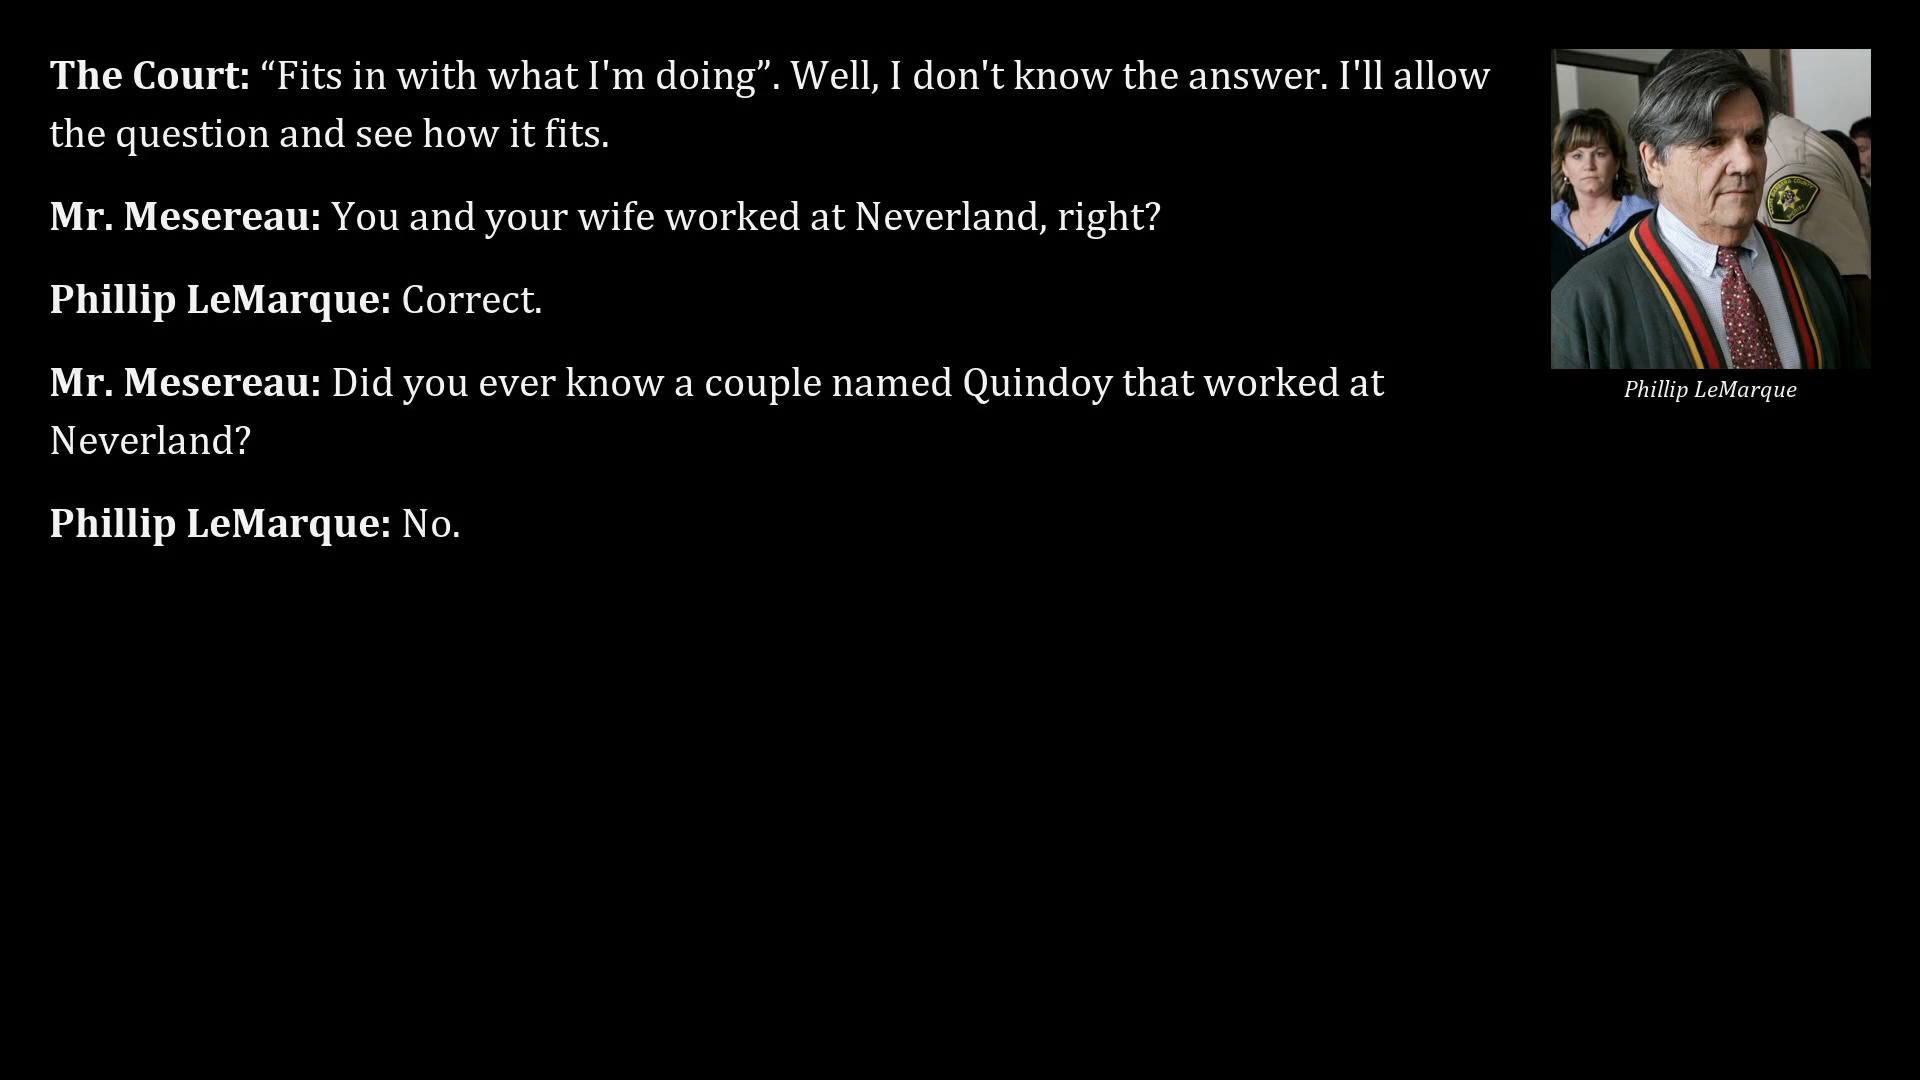 The Court: “Fits in with what I'm doing”. Well, I don't know the answer. I'll allow
the question and see how it fits.
Mr. Mesereau: You and your wife worked at Neverland, right?
Phillip LeMarque: Correct.
Mr. Mesereau: Did you ever know a couple named Quindoy that worked at
Neverland?
Phillip LeMarque: No.
Phillip LeMarque